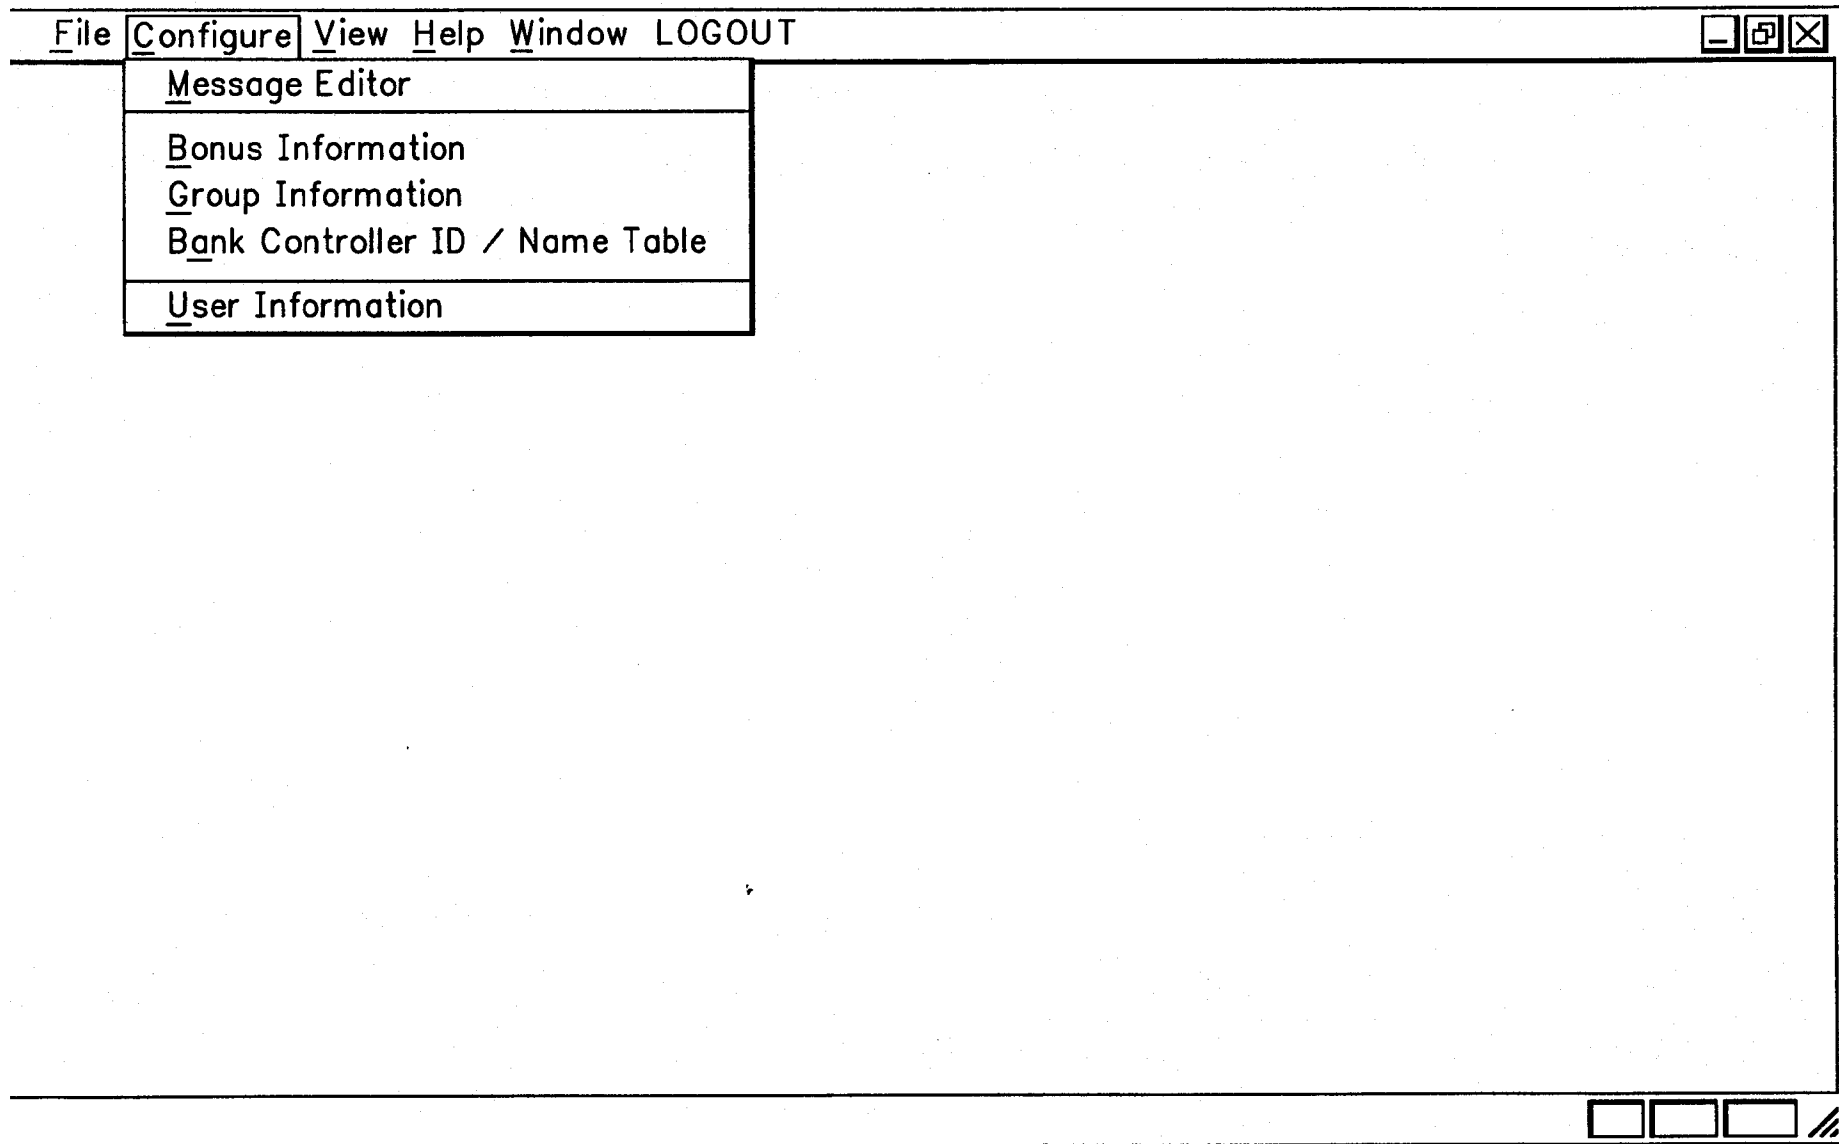 File Configure View Help Window LOGOUT
Message Editor
Bonus Information
Group Information
Bank Controller ID / Name Table
User Information